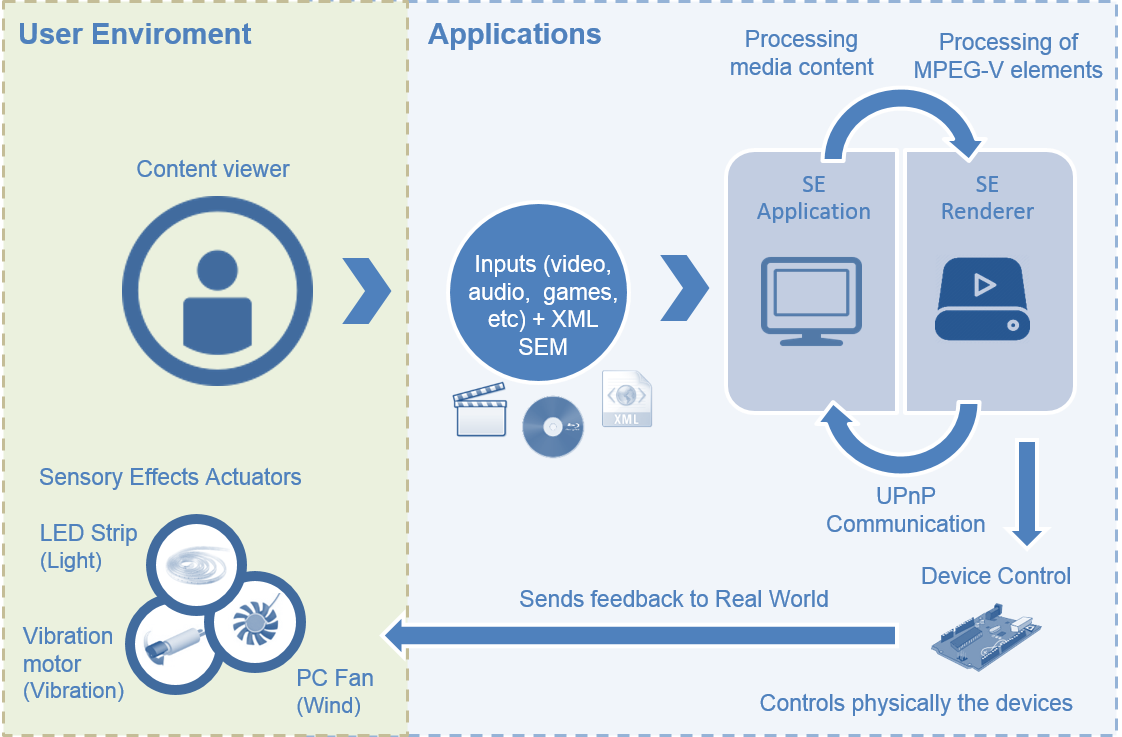 User Enviroment
Content viewer
Sensory Effects Actuators
LED Strip
(Light)
Vibration
motor
(Vibration)
PC Fan
(Wind)
Applications
Inputs (video,
audio, games,
etc) + XML
SEM
XML
Processing
media content
Processing of
MPEG-V elements
SE
Application
SE
Renderer
UPnP
Communication
Device Control
Sends feedback to Real World
Controls physically the devices